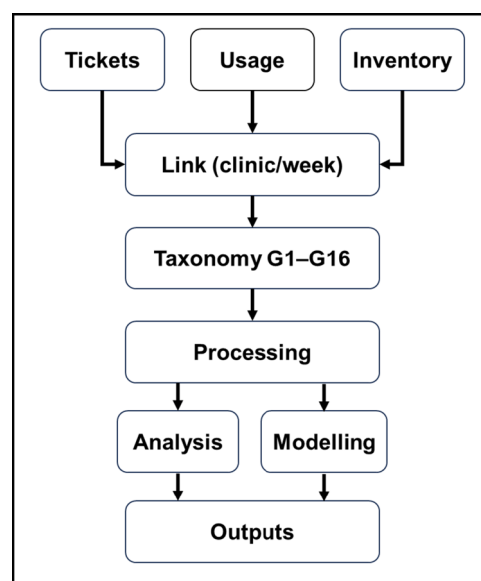 Tickets
Usage
Inventory
Link (clinic/week)
Taxonomy G1–G16
Processing
Analysis
Modelling
Outputs